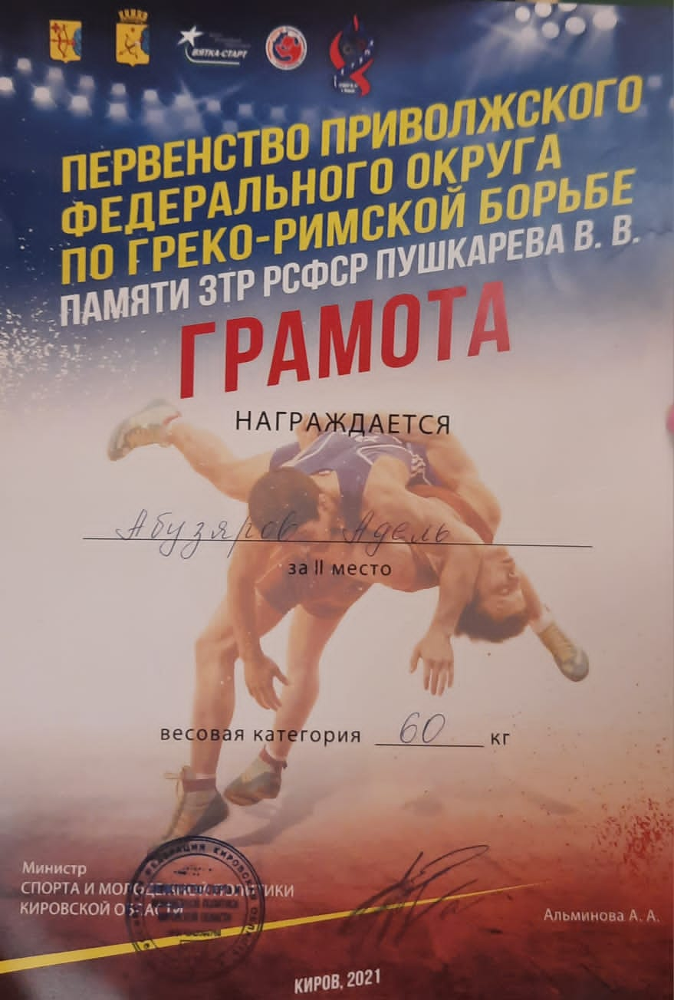 ВЯТКА-СТАРТ
ПЕРВЕНСТВО ПРИВОЛЖСКОГО
ФЕДЕРАЛЬНОГО ОКРУГА
ПО ГРЕКО-РИМСКОЙ БОРЬБЕ
ПАМЯТИ ЗТР РСФСР ПУШКАРЕВА В. В.
ГРАМОТА
НАГРАЖДАЕТСЯ
Абузяров Адель
за II место
весовая категория 60 кг
Министр
СПОРТА И МОЛОДЕЖНОЙ ПОЛИТИКИ
КИРОВСКОЙ ОБЛАСТИ
Альминова А. А.
КИРОВ, 2021